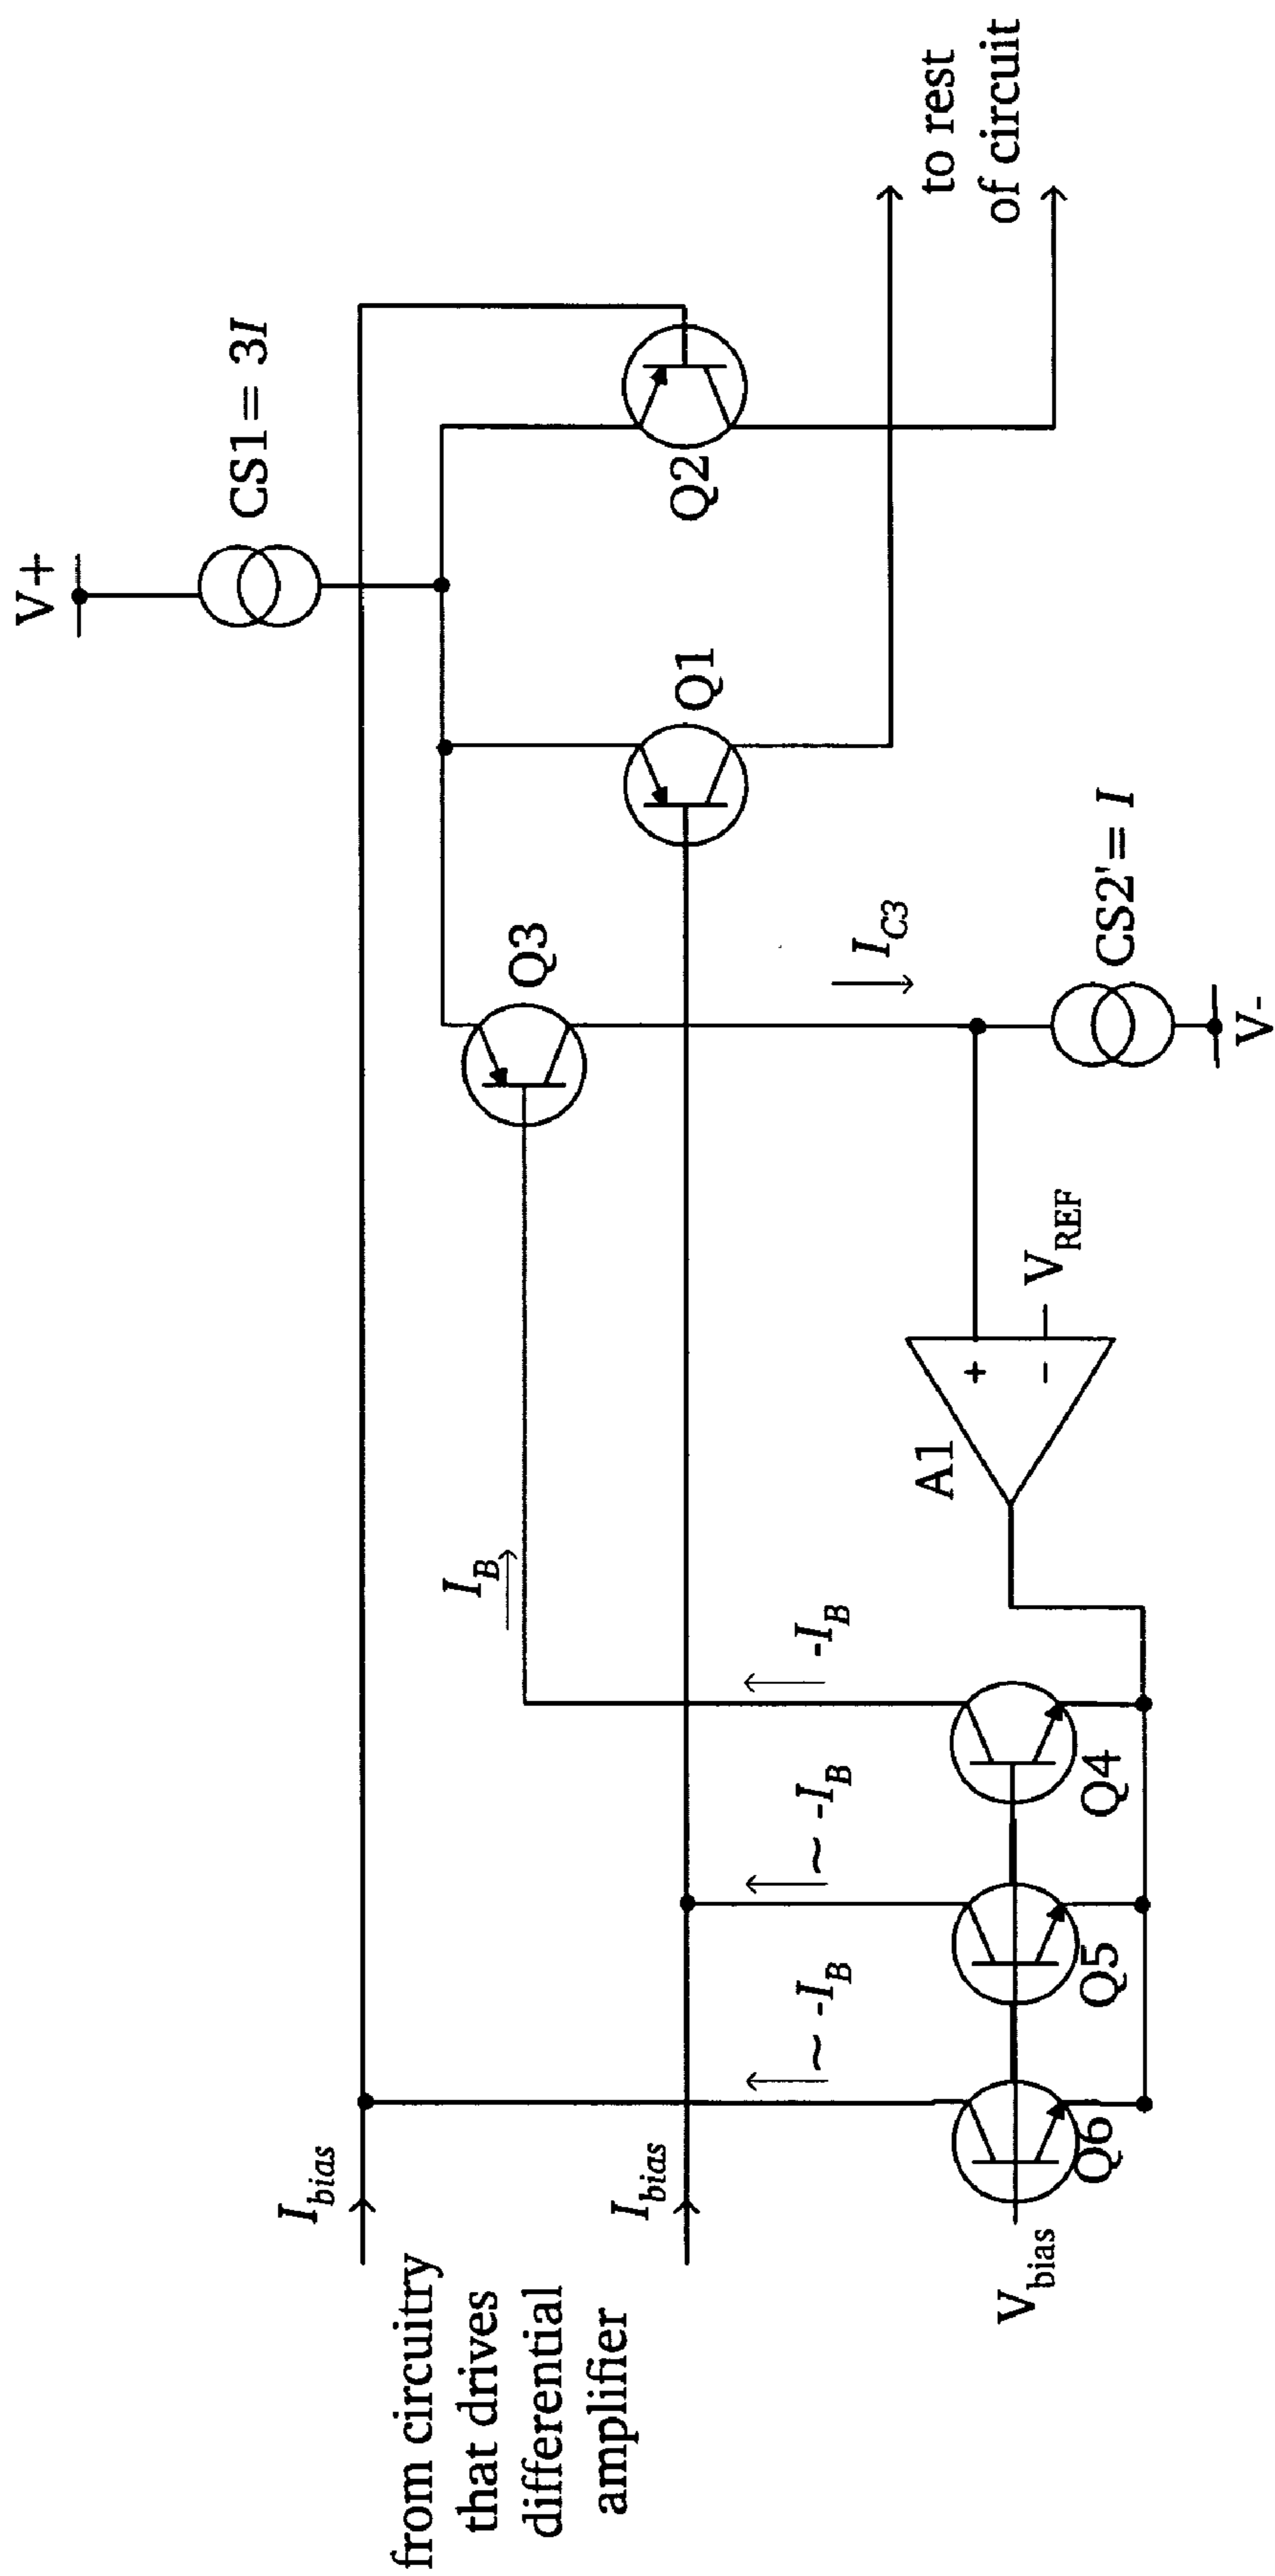 V+
CS1 = 3I
Q2
Q1
Q3
to rest
of circuit
I_C3
CS2'= I
V-
V_REF
+
-
A1
I_B
-I_B
~ -I_B
~ -I_B
Q4
Q5
Q6
V_bias
I_bias
I_bias
from circuitry
that drives
differential
amplifier